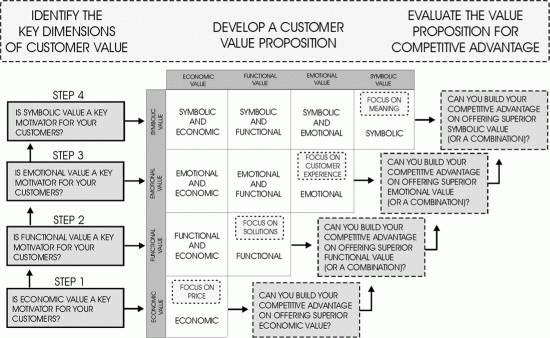 IDENTIFY THE
KEY DIMENSIONS
OF CUSTOMER VALUE
DEVELOP A CUSTOMER
VALUE PROPOSITION
EVALUATE THE VALUE
PROPOSITION FOR
COMPETITIVE ADVANTAGE
ECONOMIC
VALUE
FUNCTIONAL
VALUE
EMOTIONAL
VALUE
SYMBOLIC
VALUE
STEP 4
IS SYMBOLIC VALUE A KEY
MOTIVATOR FOR YOUR
CUSTOMERS?
SYMBOLIC
VALUE
SYMBOLIC
AND
ECONOMIC
SYMBOLIC
AND
FUNCTIONAL
SYMBOLIC
AND
EMOTIONAL
FOCUS ON
MEANING
SYMBOLIC
CAN YOU BUILD YOUR
COMPETITIVE ADVANTAGE
ON OFFERING SUPERIOR
SYMBOLIC VALUE
(OR A COMBINATION)?
STEP 3
IS EMOTIONAL VALUE A KEY
MOTIVATOR FOR YOUR
CUSTOMERS?
EMOTIONAL
VALUE
EMOTIONAL
AND
ECONOMIC
EMOTIONAL
AND
FUNCTIONAL
FOCUS ON
CUSTOMER
EXPERIENCE
EMOTIONAL
CAN YOU BUILD YOUR
COMPETITIVE ADVANTAGE
ON OFFERING SUPERIOR
EMOTIONAL VALUE
(OR A COMBINATION)?
STEP 2
IS FUNCTIONAL VALUE A KEY
MOTIVATOR FOR YOUR
CUSTOMERS?
FUNCTIONAL
VALUE
FUNCTIONAL
AND
ECONOMIC
FOCUS ON
SOLUTIONS
FUNCTIONAL
CAN YOU BUILD YOUR
COMPETITIVE ADVANTAGE
ON OFFERING SUPERIOR
FUNCTIONAL VALUE
(OR A COMBINATION)?
STEP 1
IS ECONOMIC VALUE A KEY
MOTIVATOR FOR YOUR
CUSTOMERS?
ECONOMIC
VALUE
FOCUS ON
PRICE
ECONOMIC
CAN YOU BUILD YOUR
COMPETITIVE ADVANTAGE
ON OFFERING SUPERIOR
ECONOMIC VALUE?